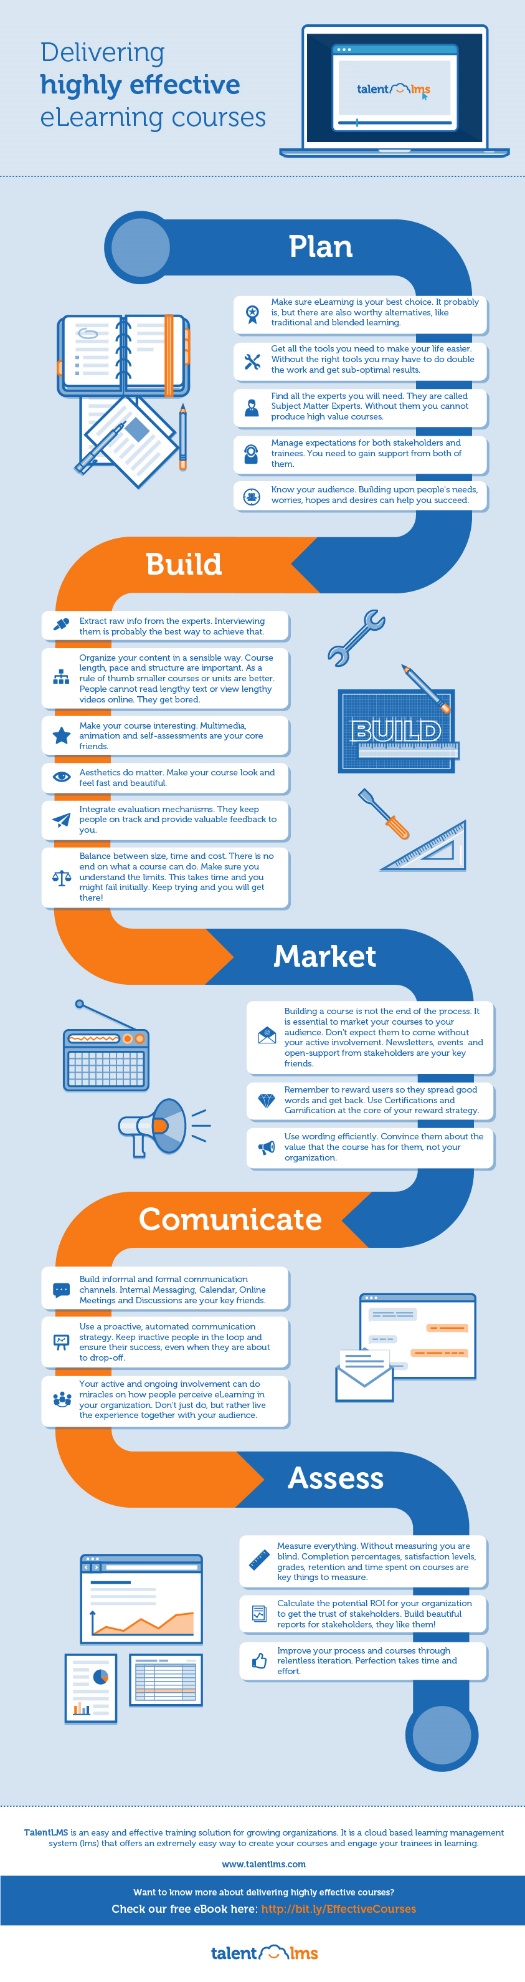 Delivering
highly effective
eLearning courses
talent lms
Plan
Make sure eLearning is your best choice. It probably
is, but there are also worthy alternatives, like
traditional and blended learning.
Get all the tools you need to make your life easier.
Without the right tools you may have to do double
the work and get sub-optimal results.
Find all the experts you will need. They are called
Subject Matter Experts. Without them you cannot
produce high value courses.
Manage expectations for both stakeholders and
trainees. You need to gain support from both of
them.
Know your audience. Building upon people's needs,
worries, hopes and desires can help you succeed.
Build
Extract raw info from the experts. Interviewing
them is probably the best way to achieve that.
Organize your content in a sensible way. Course
length, pace and structure are important. As a
rule of thumb smaller courses or units are better.
People cannot read lengthy text or view lengthy
videos online. They get bored.
Make your course interesting. Multimedia,
animation and self-assessments are your core
friends.
Aesthetics do matter. Make your course look and
feel fast and beautiful.
Integrate evaluation mechanisms. They keep
people on track and provide valuable feedback to
you.
Balance between size, time and cost. There is no
end on what a course can do. Make sure you
understand the limits. This takes time and you
might fail initially. Keep trying and you will get
there!
BUILD
Market
Building a course is not the end of the process. It
is essential to market your courses to your
audience. Don't expect them to come without
your active involvement. Newsletters, events and
open-support from stakeholders are your key
friends.
Remember to reward users so they spread good
words and get back. Use Certifications and
Gamification at the core of your reward strategy.
Use wording efficiently. Convince them about the
value that the course has for them, not your
organization.
Comunicate
Build informal and formal communication
channels. Internal Messaging, Calendar, Online
Meetings and Discussions are your key friends.
Use a proactive, automated communication
strategy. Keep inactive people in the loop and
ensure their success, even when they are about
to drop-off.
Your active and ongoing involvement can do
miracles on how people perceive eLearning in
your organization. Don't just do, but rather live
the experience together with your audience.
Assess
Measure everything. Without measuring you are
blind. Completion percentages, satisfaction levels,
grades, retention and time spent on courses are
key things to measure.
Calculate the potential ROI for your organization
to get the trust of stakeholders. Build beautiful
reports for stakeholders, they like them!
Improve your process and courses through
relentless iteration. Perfection takes time and
effort.
TalentLMS is an easy and effective training solution for growing organizations. It is a cloud based learning management
system (lms) that offers an extremely easy way to create your courses and engage your trainees in learning.
www.talentlms.com
Want to know more about delivering highly effective courses?
Check our free eBook here: http://bit.ly/EffectiveCourses
talent lms